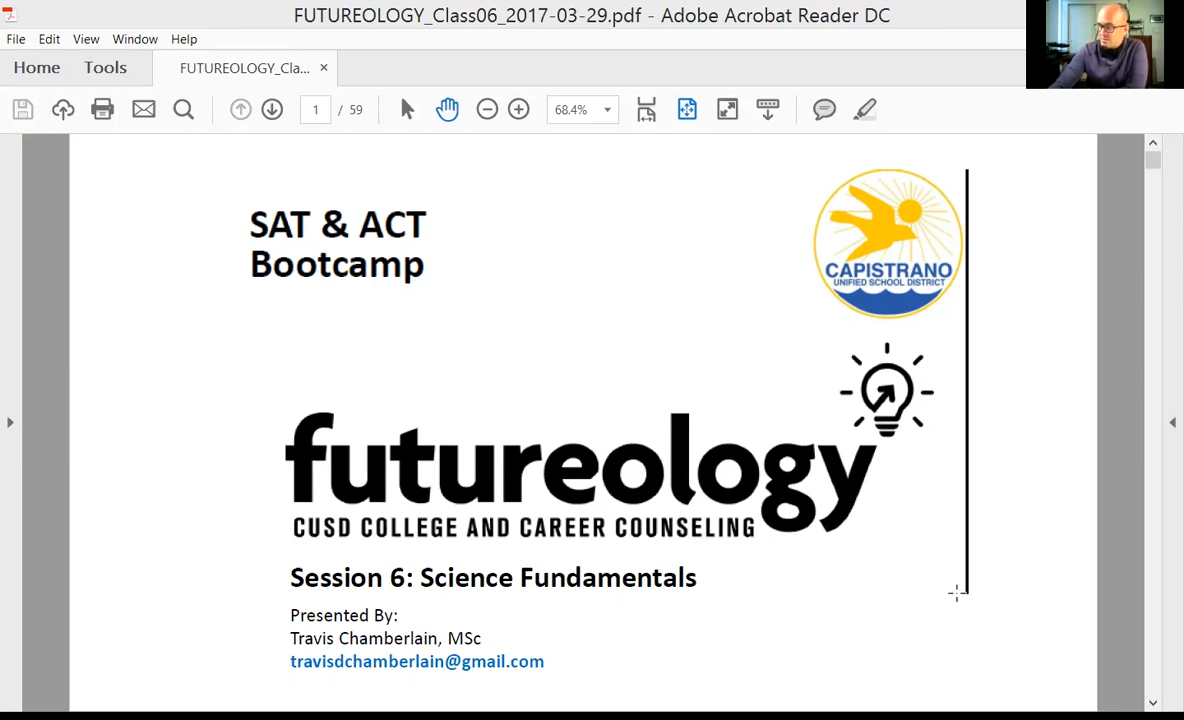 FUTUREOLOGY_Class06_2017-03-29.pdf - Adobe Acrobat Reader DC
File Edit View Window Help
Home Tools FUTUREOLOGY_Cla... ×
1 / 59 68.4%
SAT & ACT
Bootcamp
CAPISTRANO
UNIFIED SCHOOL DISTRICT
futureology
CUSD COLLEGE AND CAREER COUNSELING
Session 6: Science Fundamentals
Presented By:
Travis Chamberlain, MSc
travisdchamberlain@gmail.com